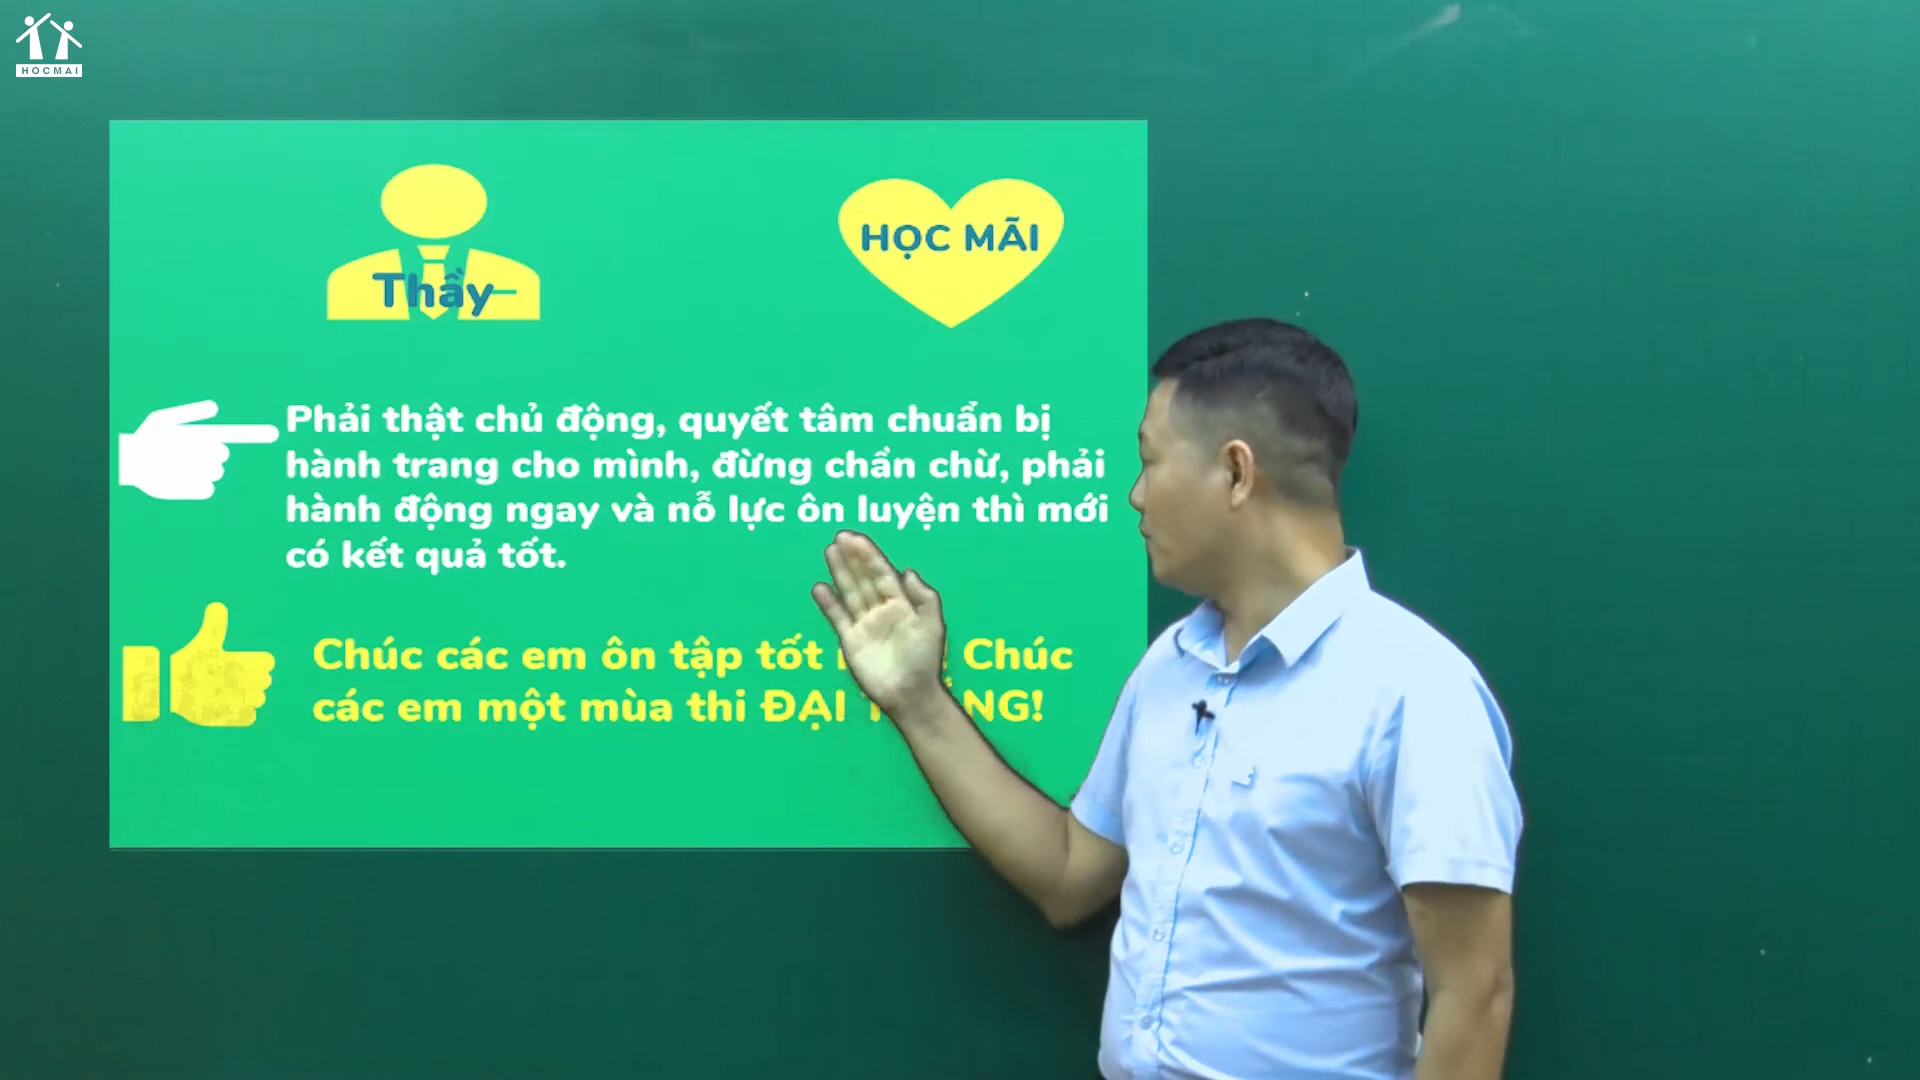 HOCMAI
Thầy
HỌC MÃI
Phải thật chủ động, quyết tâm chuẩn bị
hành trang cho mình, đừng chần chừ, phải
hành động ngay và nỗ lực ôn luyện thì mới
có kết quả tốt.
Chúc các em ôn tập tốt Chúc
các em một mùa thi ĐẠI